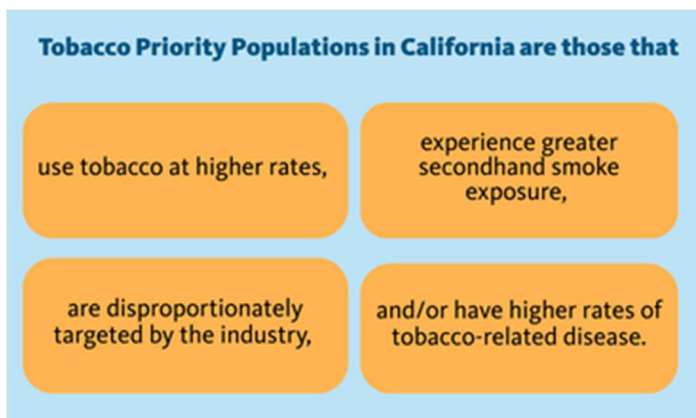 Tobacco Priority Populations in California are those that
use tobacco at higher rates,
experience greater
secondhand smoke
exposure,
are disproportionately
targeted by the industry,
and/or have higher rates of
tobacco-related disease.